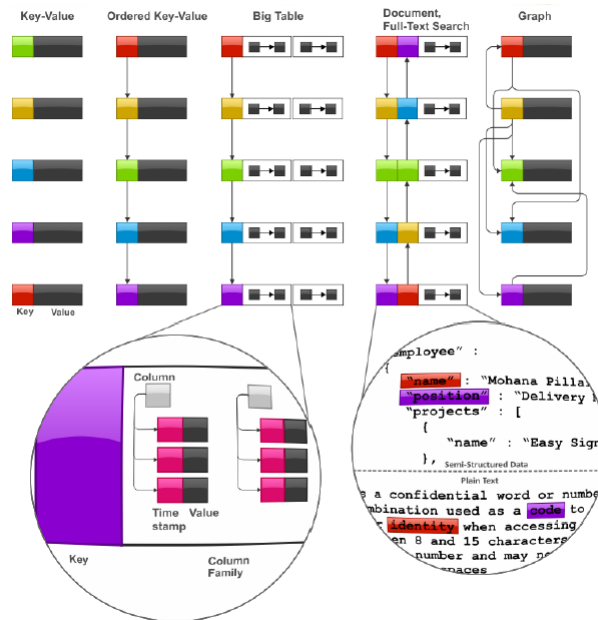 Key-Value
Ordered Key-Value
Big Table
Document,
Full-Text Search
Graph
Key
Value
Column
Time
stamp
Value
Key
Column
Family
employee” :
{
“name” : “Mohana Pilla
“position” : “Delivery
“projects” : [
{
“name” : “Easy Sign
},
Semi-Structured Data
Plain Text
a confidential word or numbe
mbination used as a code to
identity when accessing
en 8 and 15 characters
number and may
spaces